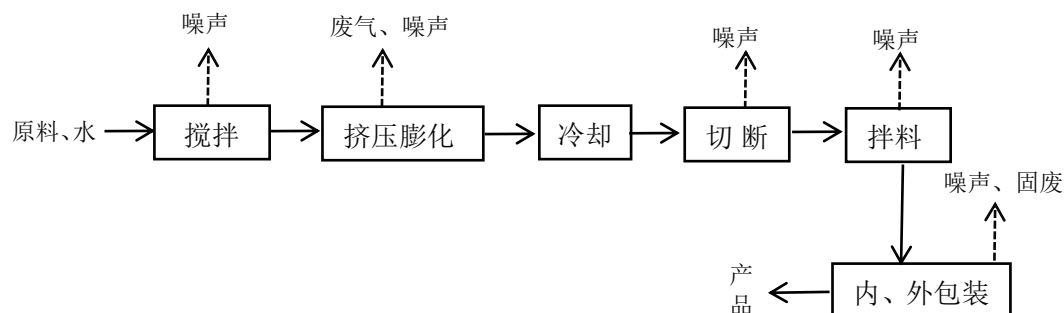 噪声
废气、噪声
噪声
噪声
原料、水
搅拌
挤压膨化
冷却
切 断
拌料
噪声、固废
产
品
内、外包装